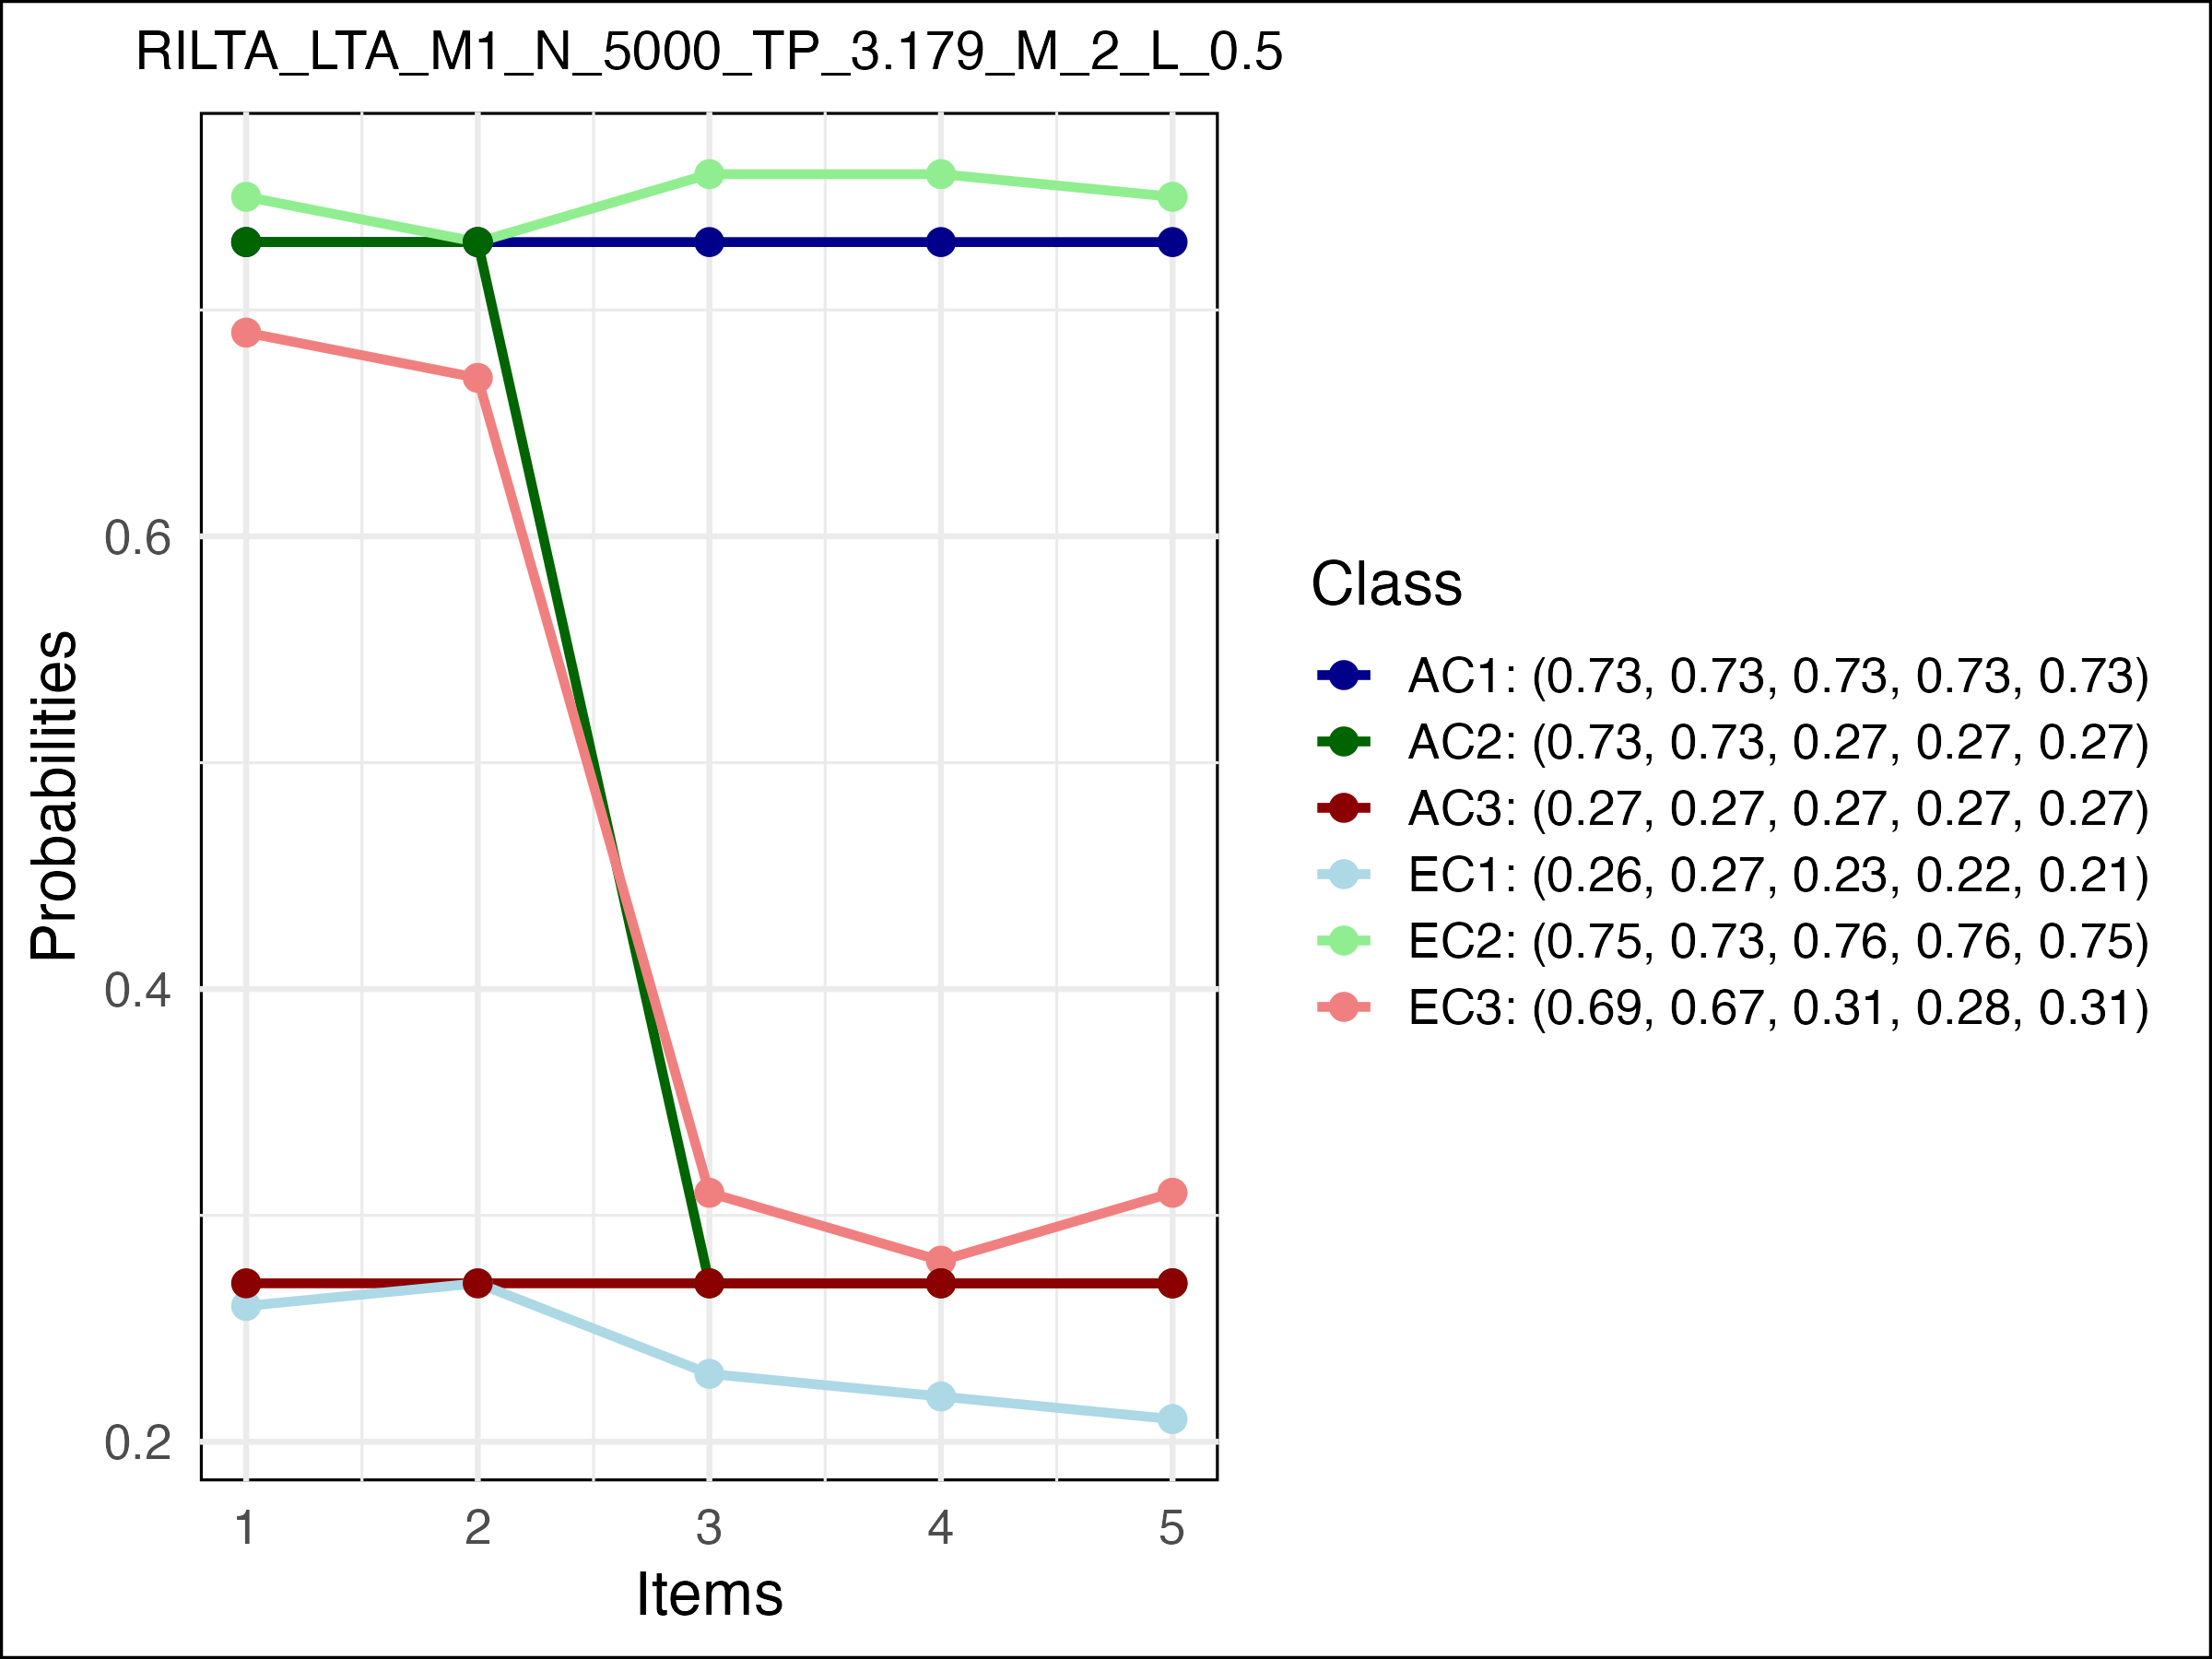 RILTA_LTA_M1_N_5000_TP_3.179_M_2_L_0.5
Probabilities
0.6
0.4
0.2
1 2 3 4 5
Items
Class
AC1: (0.73, 0.73, 0.73, 0.73, 0.73)
AC2: (0.73, 0.73, 0.27, 0.27, 0.27)
AC3: (0.27, 0.27, 0.27, 0.27, 0.27)
EC1: (0.26, 0.27, 0.23, 0.22, 0.21)
EC2: (0.75, 0.73, 0.76, 0.76, 0.75)
EC3: (0.69, 0.67, 0.31, 0.28, 0.31)